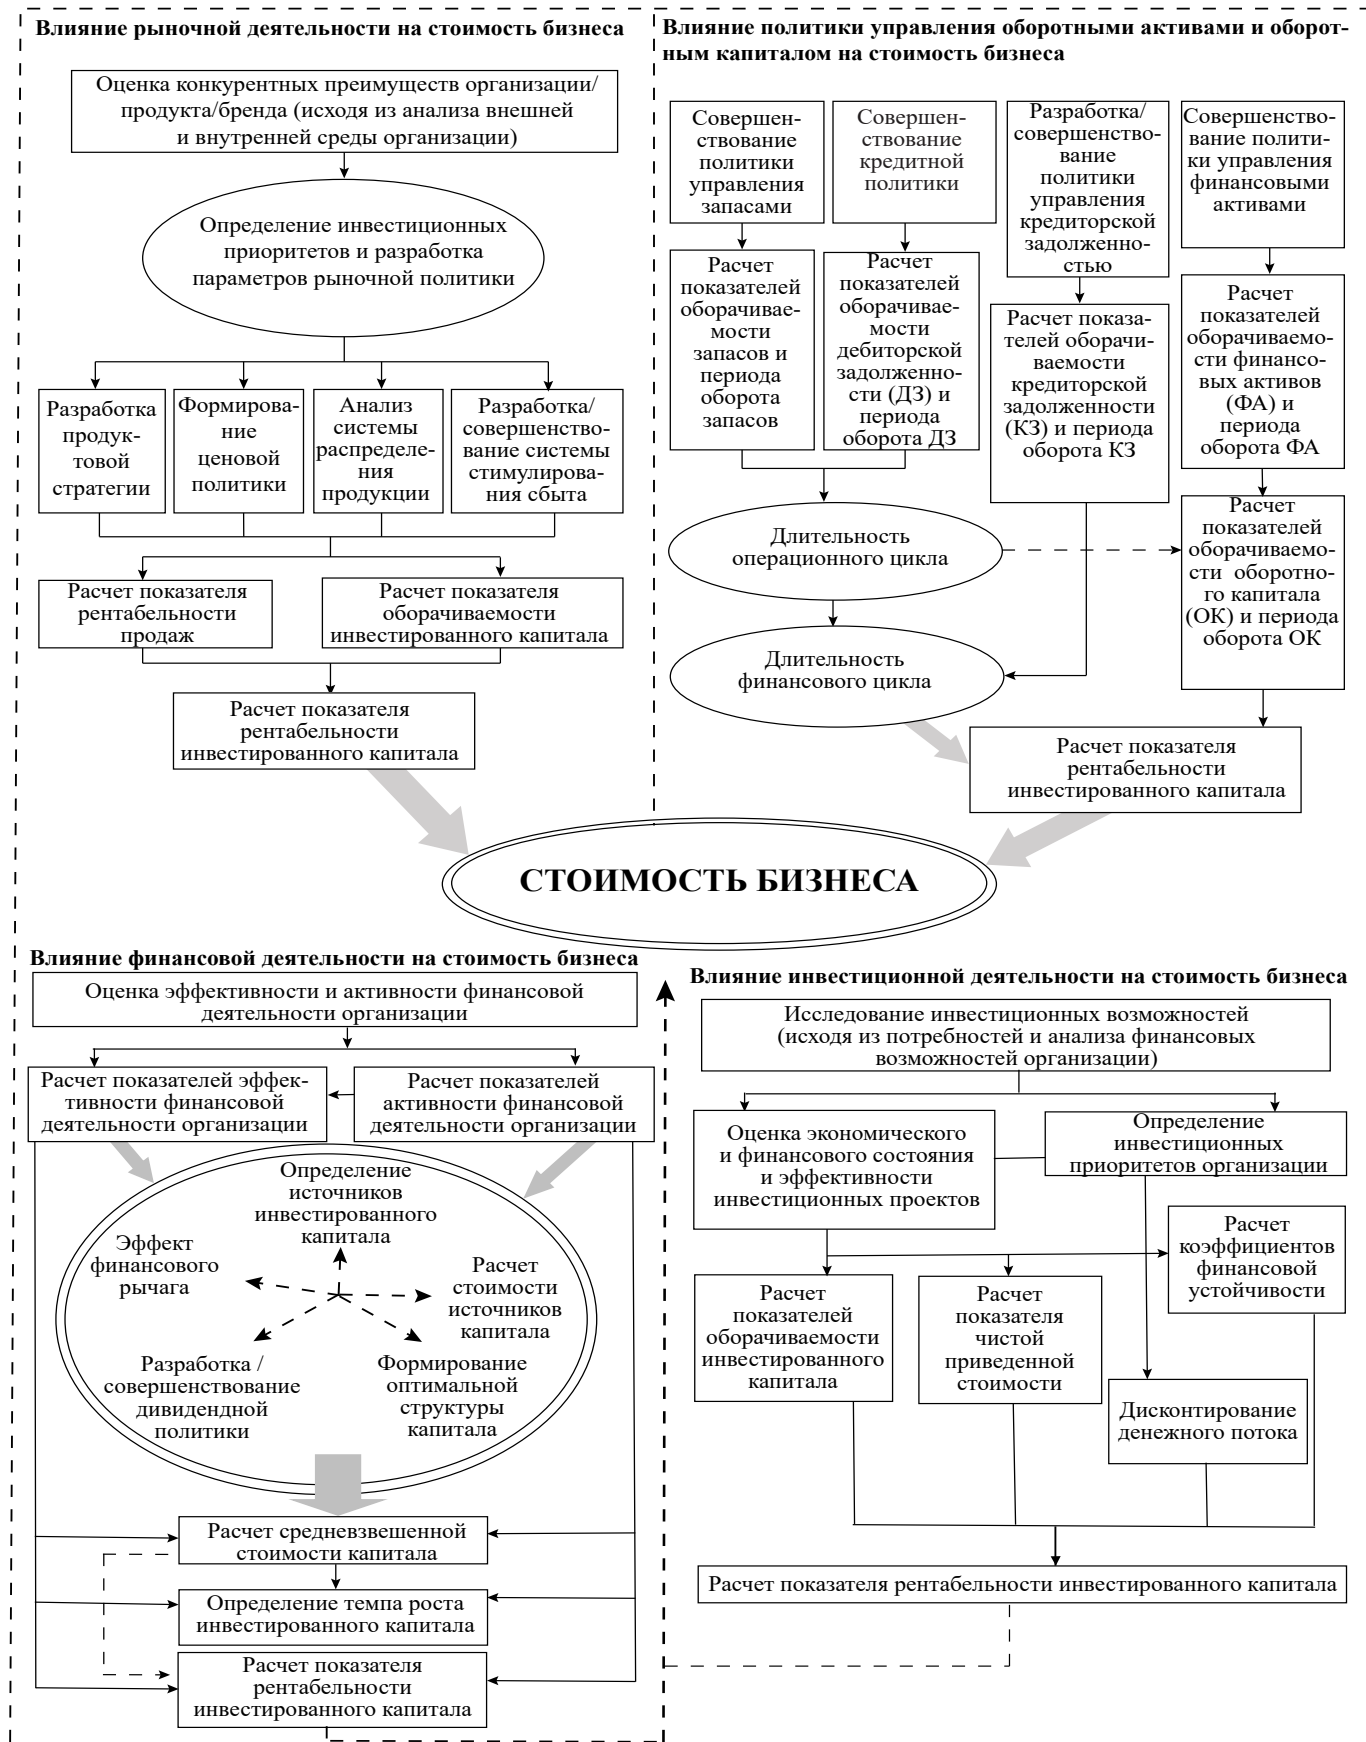 Влияние рыночной деятельности на стоимость бизнеса
Оценка конкурентных преимуществ организации/
продукта/бренда (исходя из анализа внешней
и внутренней среды организации)
Определение инвестиционных
приоритетов и разработка
параметров рыночной политики
Разработка
продук-
товой
стратегии
Формирова-
ние
ценовой
политики
Анализ
системы
распределе-
ния
продукции
Разработка/
совершенство-
вание системы
стимулирова-
ния сбыта
Расчет показателя
рентабельности
продаж
Расчет показателя
оборачиваемости
инвестированного капитала
Расчет показателя
рентабельности
инвестированного капитала
Влияние политики управления оборотными активами и оборот-
ным капиталом на стоимость бизнеса
Совершен-
ствование
политики
управления
запасами
Совершен-
ствование
кредитной
политики
Разработка/
совершенство-
вание
политики
управления
кредиторской
задолженно-
стью
Совершенство-
вание полити-
ки управления
финансовыми
активами
Расчет
показателей
оборачивае-
мости
запасов и
периода
оборота
запасов
Расчет
показателей
оборачивае-
мости
дебиторской
задолженно-
сти (ДЗ) и
периода
оборота ДЗ
Расчет показа-
телей оборачи-
ваемости
кредиторской
задолженности
(КЗ) и периода
оборота КЗ
Расчет
показателей
оборачиваемо-
сти финансо-
вых активов
(ФА) и
периода
оборота ФА
Длительность
операционного цикла
Расчет
показателей
оборачиваемо-
сти оборотно-
го капитала
(ОК) и периода
оборота ОК
Длительность
финансового цикла
Расчет показателя
рентабельности
инвестированного капитала
СТОИМОСТЬ БИЗНЕСА
Влияние финансовой деятельности на стоимость бизнеса
Оценка эффективности и активности финансовой
деятельности организации
Расчет показателей эффек-
тивности финансовой
деятельности организации
Расчет показателей
активности финансовой
деятельности организации
Определение
источников
инвестированного
капитала
Эффект
финансового
рычага
Расчет
стоимости
источников
капитала
Разработка /
совершенствование
дивидендной
политики
Формирование
оптимальной
структуры
капитала
Расчет средневзвешенной
стоимости капитала
Определение темпа роста
инвестированного капитала
Расчет показателя
рентабельности
инвестированного капитала
Влияние инвестиционной деятельности на стоимость бизнеса
Исследование инвестиционных возможностей
(исходя из потребностей и анализа финансовых
возможностей организации)
Оценка экономического
и финансового состояния
и эффективности
инвестиционных проектов
Определение
инвестиционных
приоритетов организации
Расчет
коэффициентов
финансовой
устойчивости
Расчет
показателей
оборачиваемости
инвестированного
капитала
Расчет
показателя
чистой
приведенной
стоимости
Дисконтирование
денежного потока
Расчет показателя рентабельности инвестированного капитала